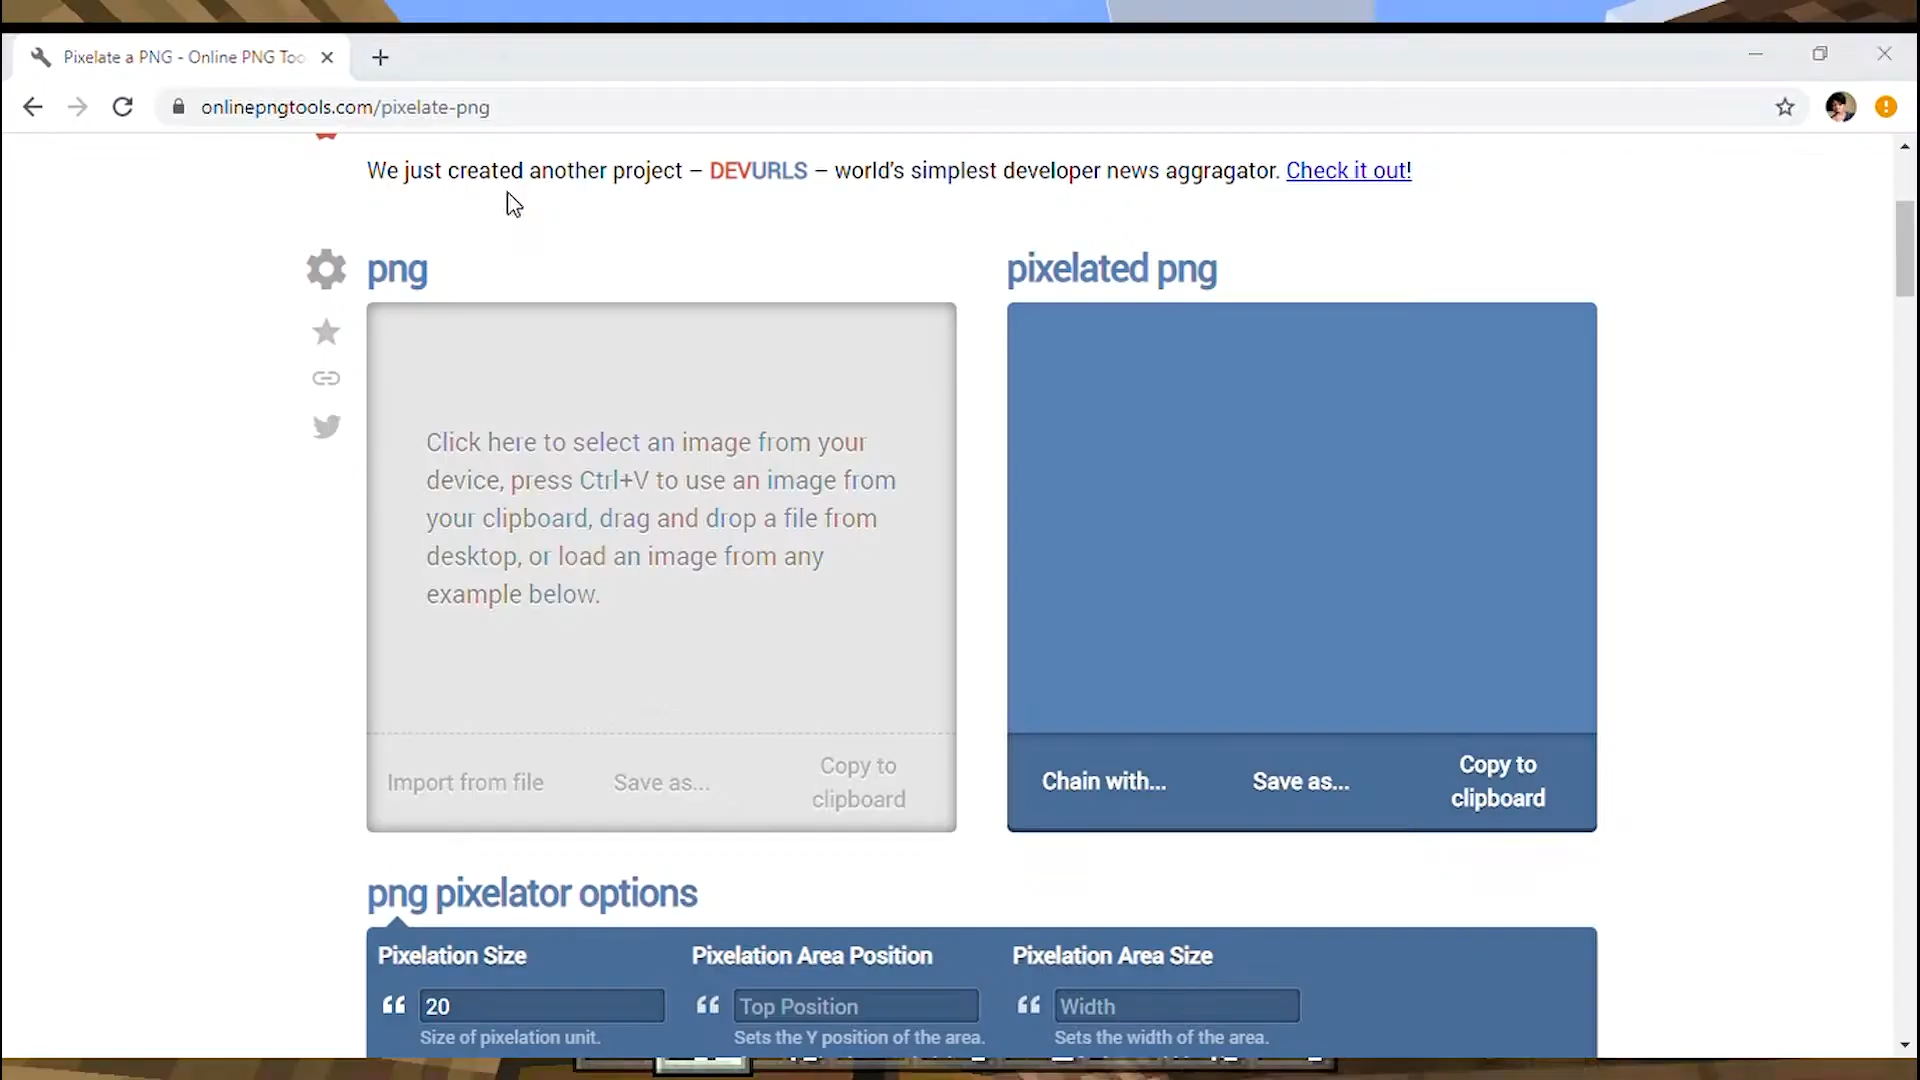 Pixelate a PNG - Online PNG Too
onlinepngtools.com/pixelate-png
We just created another project – DEVURLS – world's simplest developer news aggragator. Check it out!
png
pixelated png
Click here to select an image from your
device, press Ctrl+V to use an image from
your clipboard, drag and drop a file from
desktop, or load an image from any
example below.
Import from file
Save as...
Copy to
clipboard
Chain with...
Save as...
Copy to
clipboard
png pixelator options
Pixelation Size
Pixelation Area Position
Pixelation Area Size
20
Top Position
Width
Size of pixelation unit.
Sets the Y position of the area.
Sets the width of the area.